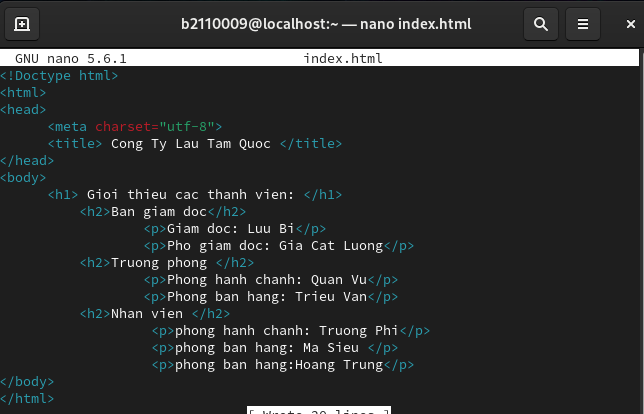 b2110009@localhost:~ — nano index.html
GNU nano 5.6.1 index.html
<!Doctype html>
<html>
<head>
<meta charset="utf-8">
<title> Cong Ty Lau Tam Quoc </title>
</head>
<body>
<h1> Gioi thieu cac thanh vien: </h1>
<h2>Ban giam doc</h2>
<p>Giam doc: Luu Bi</p>
<p>Pho giam doc: Gia Cat Luong</p>
<h2>Truong phong </h2>
<p>Phong hanh chanh: Quan Vu</p>
<p>Phong ban hang: Trieu Van</p>
<h2>Nhan vien </h2>
<p>phong hanh chanh: Truong Phi</p>
<p>phong ban hang: Ma Sieu </p>
<p>phong ban hang:Hoang Trung</p>
</body>
</html>
[ Wrote 20 lines ]